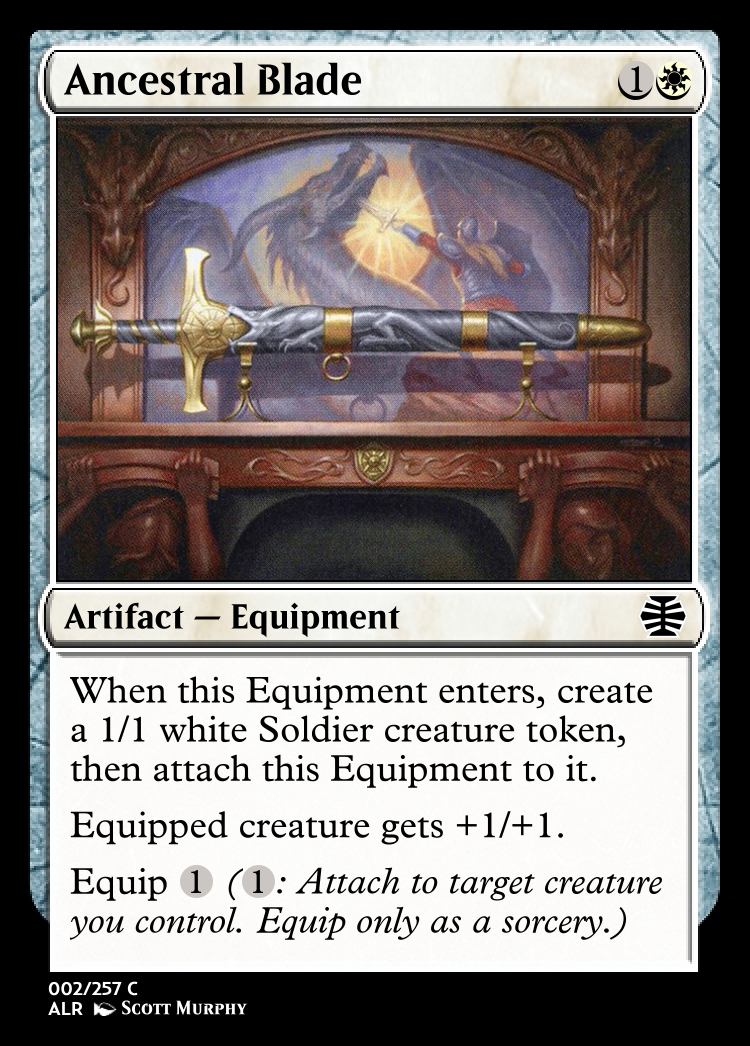 Ancestral Blade 1
Artifact — Equipment
When this Equipment enters, create
a 1/1 white Soldier creature token,
then attach this Equipment to it.
Equipped creature gets +1/+1.
Equip 1 (1: Attach to target creature
you control. Equip only as a sorcery.)
002/257 C
ALR Scott Murphy